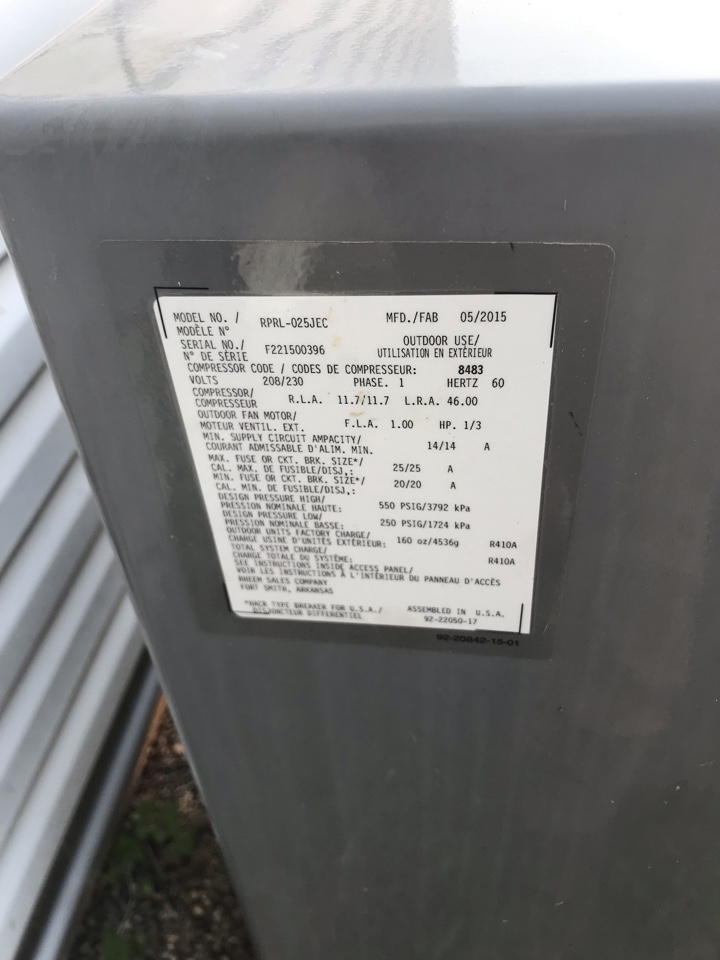 MODEL NO. / RPRL-025JEC MFD./FAB 05/2015
MODÈLE N°
SERIAL NO./ F221500396 OUTDOOR USE/
N° DE SÉRIE UTILISATION EN EXTÉRIEUR
COMPRESSOR CODE / CODES DE COMPRESEUR: 8483
VOLTS 208/230 PHASE. 1 HERTZ 60
COMPRESSOR/ R.L.A. 11.7/11.7 L.R.A. 46.00
COMPRESEUR
OUTDOOR FAN MOTOR/ F.L.A. 1.00 HP. 1/3
MOTEUR VENTIL. EXT.
MIN. SUPPLY CIRCUIT AMPACITY/ 14/14 A
COURANT ADMISSABLE D'ALIM. MIN.
MAX. FUSE OR CKT. BRK. SIZE*/ 25/25 A
CAL. MAX. DE FUSIBLE/DISJ,:
MIN. FUSE OR CKT. BRK. SIZE*/ 20/20 A
CAL. MIN. DE FUSIBLE/DISJ,:
DESIGN PRESSURE HIGH/ 550 PSIG/3792 kPa
PRESSION NOMINALE HAUTE:
DESIGN PRESSURE LOW/ 250 PSIG/1724 kPa
PRESSION NOMINALE BASSE:
OUTDOOR UNITS FACTORY CHARGE/
CHARGE USINE D'UNITÉS EXTÉRIEUR: 160 oz/4536g R410A
TOTAL SYSTEM CHARGE/
CHARGE TOTALE DU SYSTÈME: R410A
SEE INSTRUCTIONS INSIDE ACCESS PANEL/
VOIR LES INSTRUCTIONS À L'INTÉRIEUR DU PANNEAU D'ACCÈS
RHEEM SALES COMPANY
FORT SMITH, ARKANSAS
*HACR TYPE BREAKER FOR U.S.A./ ASSEMBLED IN U.S.A.
DISJONCTEUR DIFFERENTIEL 92-22050-17
92-20842-15-01